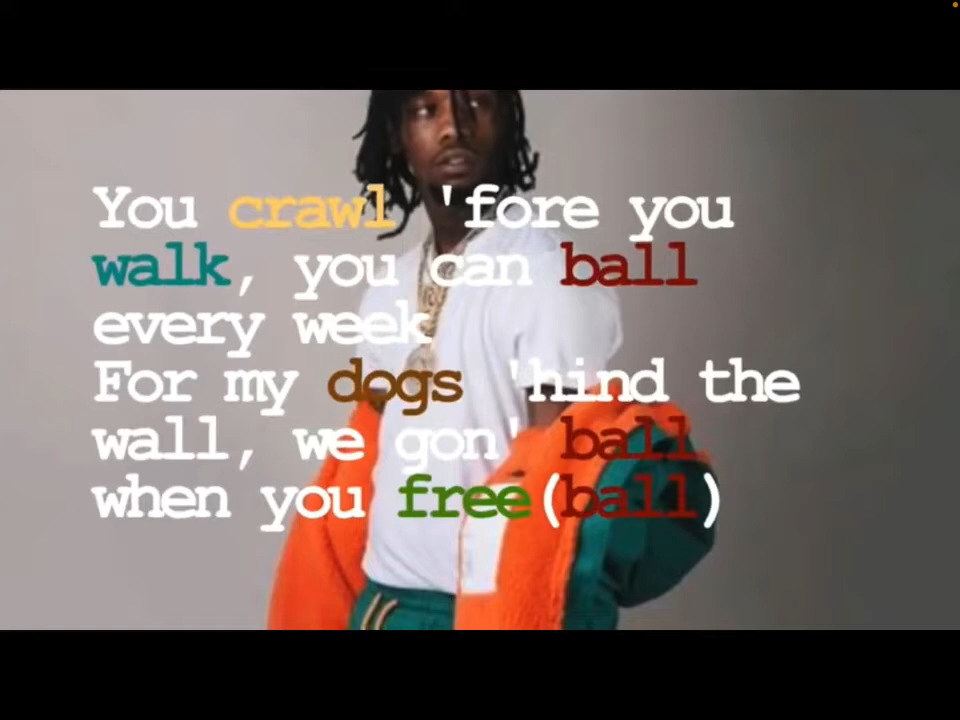 You crawl 'fore you
walk, you can ball
every week
For my dogs 'hind the
wall, we gon' ball
when you free(ball)